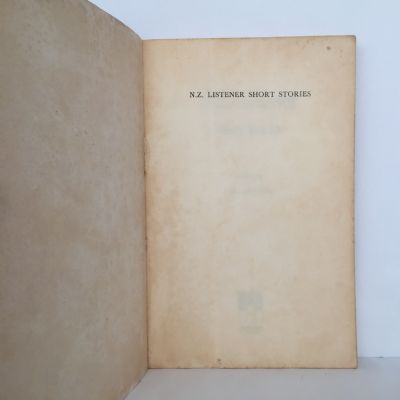 N.Z. LISTENER SHORT STORIES